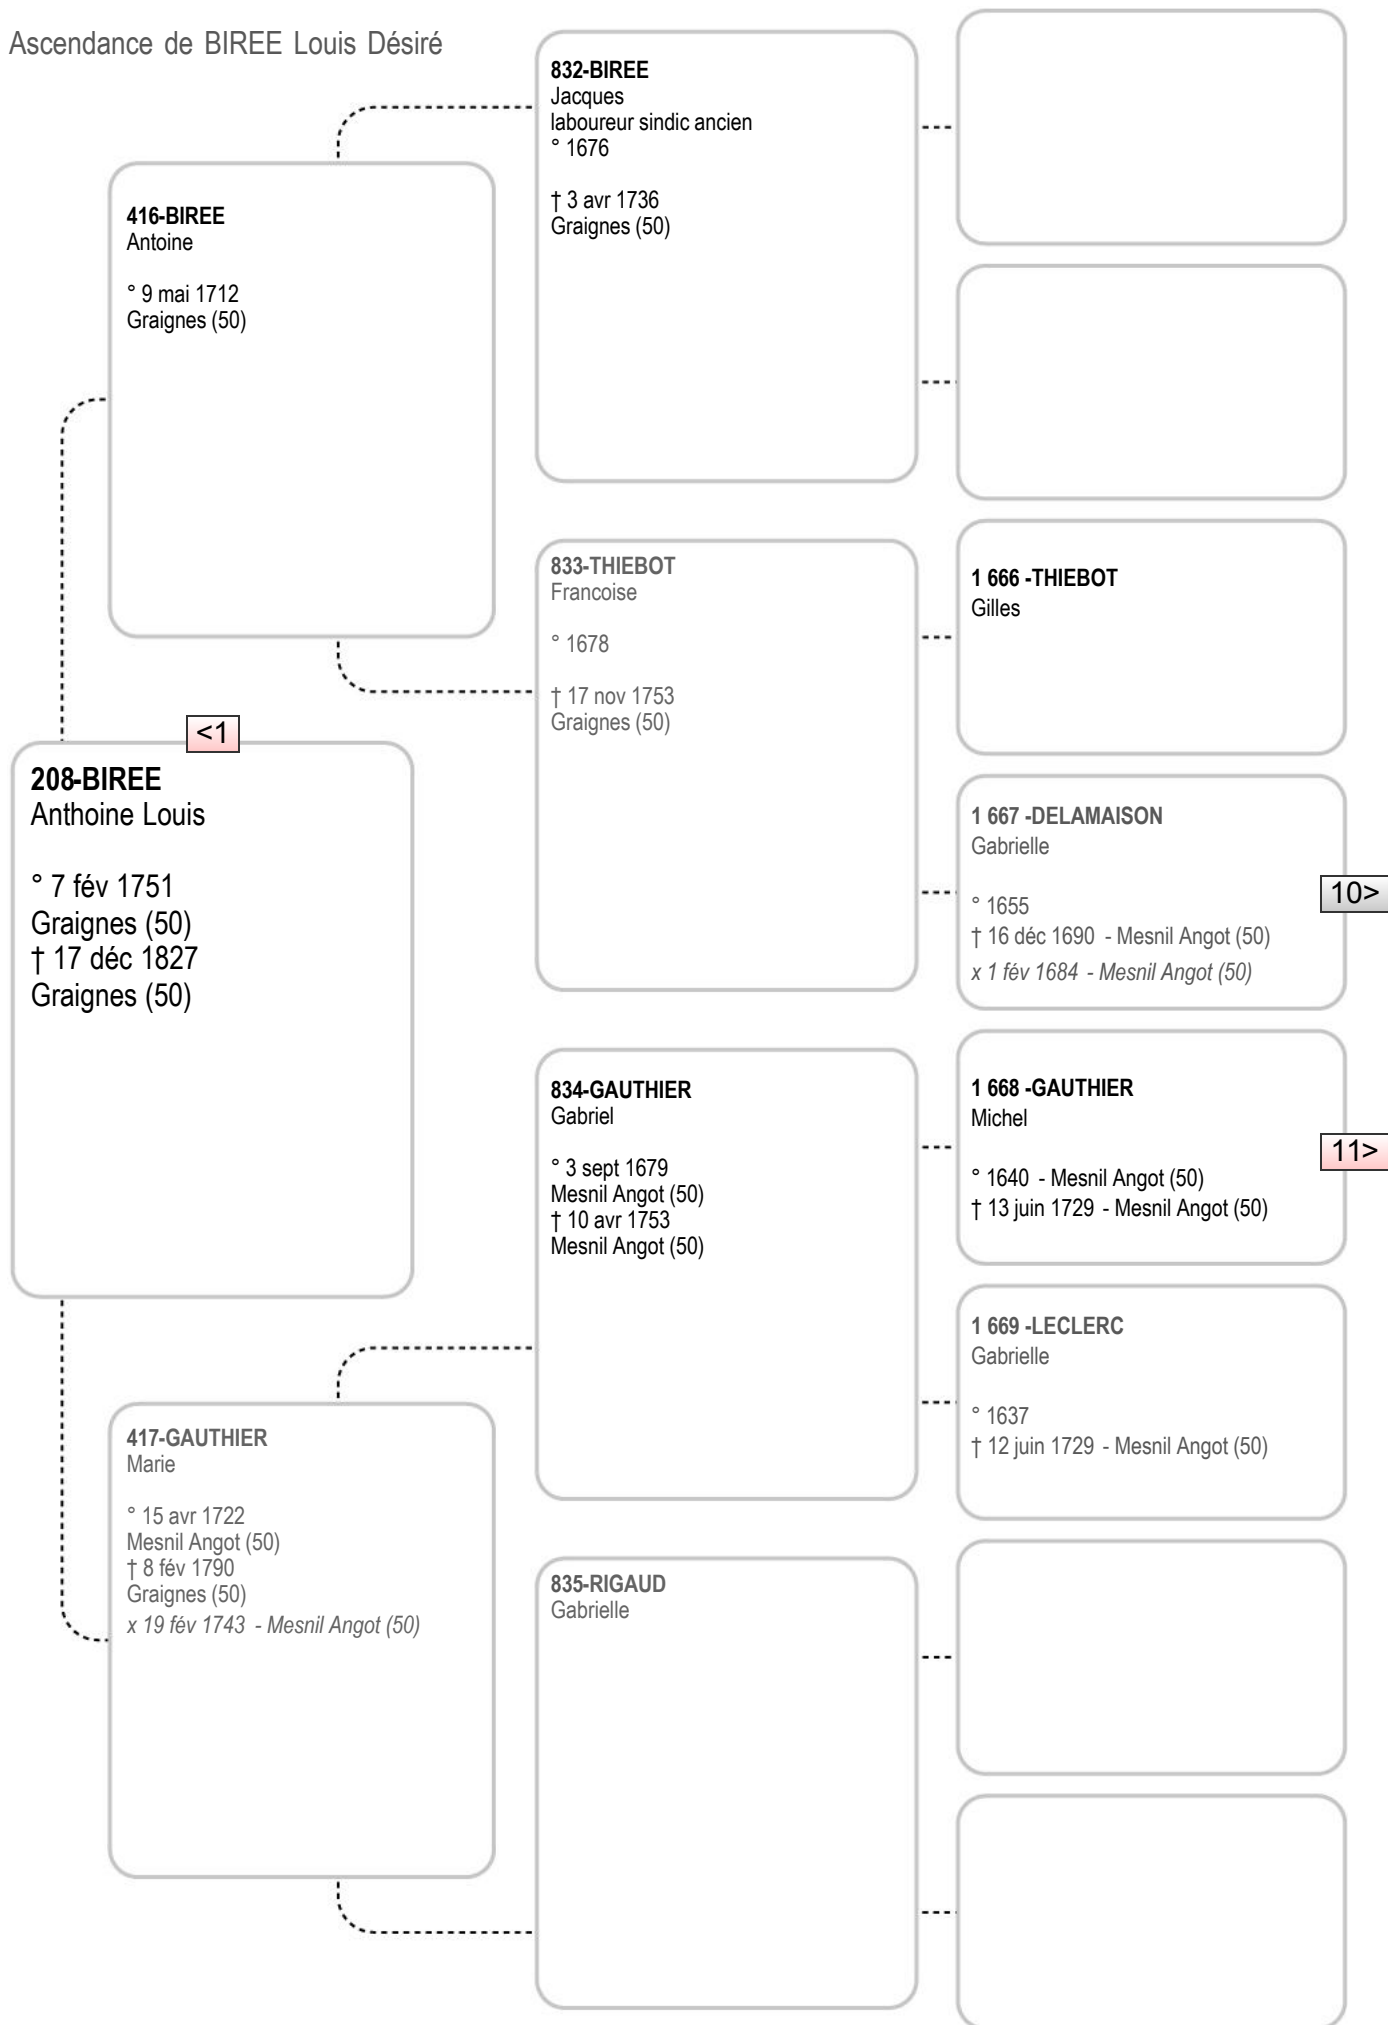 Ascendance de BIREE Louis Désiré
832-BIREE
Jacques
laboureur sindic ancien
° 1676
† 3 avr 1736
Graignes (50)
416-BIREE
Antoine
° 9 mai 1712
Graignes (50)
833-THIEBOT
Francoise
° 1678
† 17 nov 1753
Graignes (50)
1 666 -THIEBOT
Gilles
<1
208-BIREE
Anthoine Louis
° 7 fév 1751
Graignes (50)
† 17 déc 1827
Graignes (50)
1 667 -DELAMAISON
Gabrielle
° 1655
† 16 déc 1690 - Mesnil Angot (50)
x 1 fév 1684 - Mesnil Angot (50)
10>
834-GAUTHIER
Gabriel
° 3 sept 1679
Mesnil Angot (50)
† 10 avr 1753
Mesnil Angot (50)
1 668 -GAUTHIER
Michel
° 1640 - Mesnil Angot (50)
† 13 juin 1729 - Mesnil Angot (50)
11>
1 669 -LECLERC
Gabrielle
° 1637
† 12 juin 1729 - Mesnil Angot (50)
417-GAUTHIER
Marie
° 15 avr 1722
Mesnil Angot (50)
† 8 fév 1790
Graignes (50)
x 19 fév 1743 - Mesnil Angot (50)
835-RIGAUD
Gabrielle